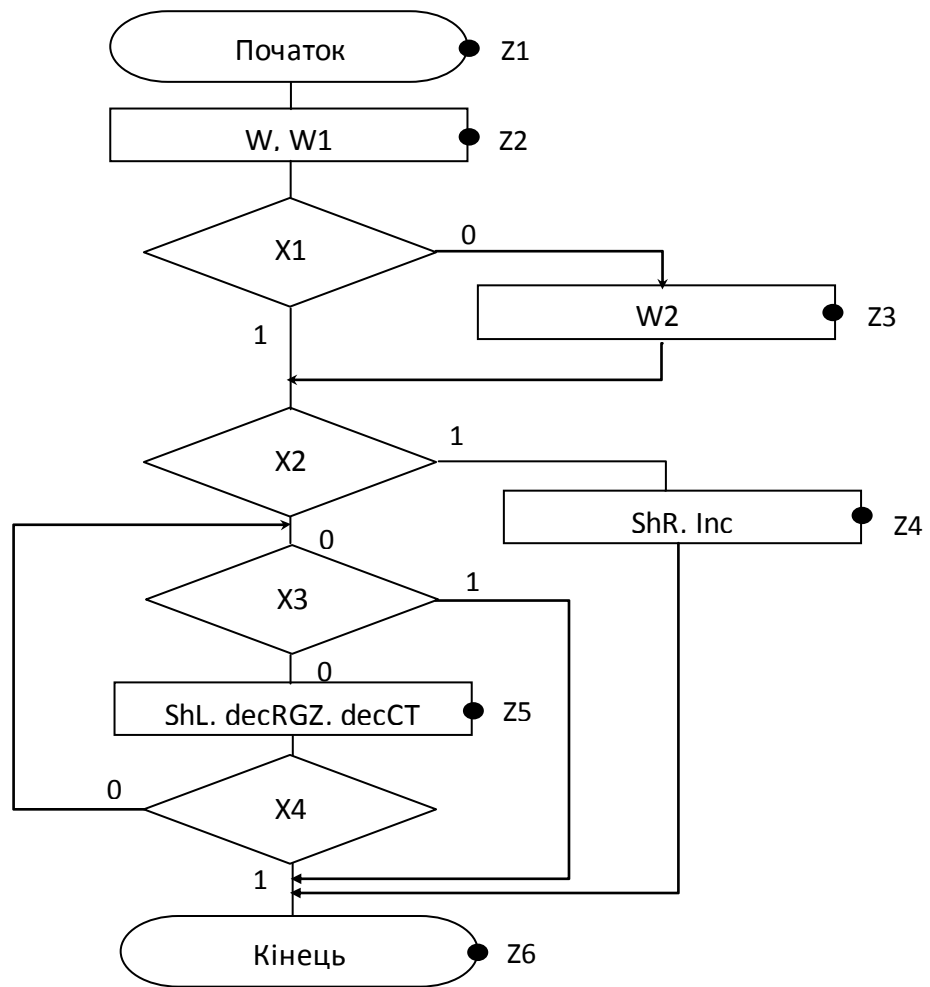 Початок
Z1
W, W1
Z2
X1
0
W2
Z3
1
X2
1
ShR. Inc
Z4
0
X3
1
0
ShL. decRGZ. decCT
Z5
0
X4
1
Кінець
Z6